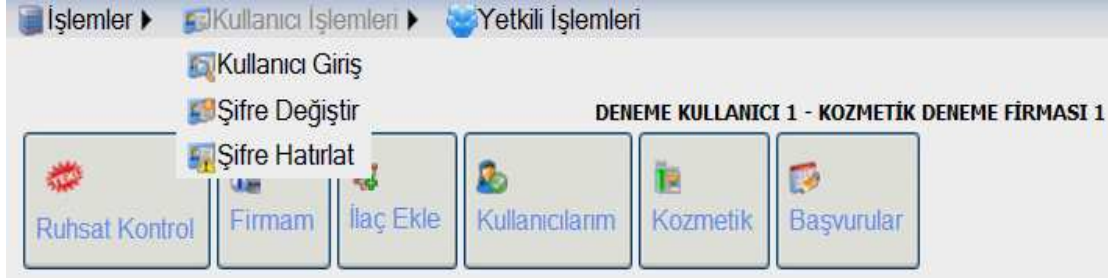 İşlemler Kullanıcı İşlemleri Yetkili İşlemleri
Kullanıcı Giriş
Şifre Değiştir
DENEME KULLANICI 1 - KOZMETİK DENEME FİRMASI 1
Şifre Hatırlat
Ruhsat Kontrol Firmam İlaç Ekle Kullanıcılarım Kozmetik Başvurular